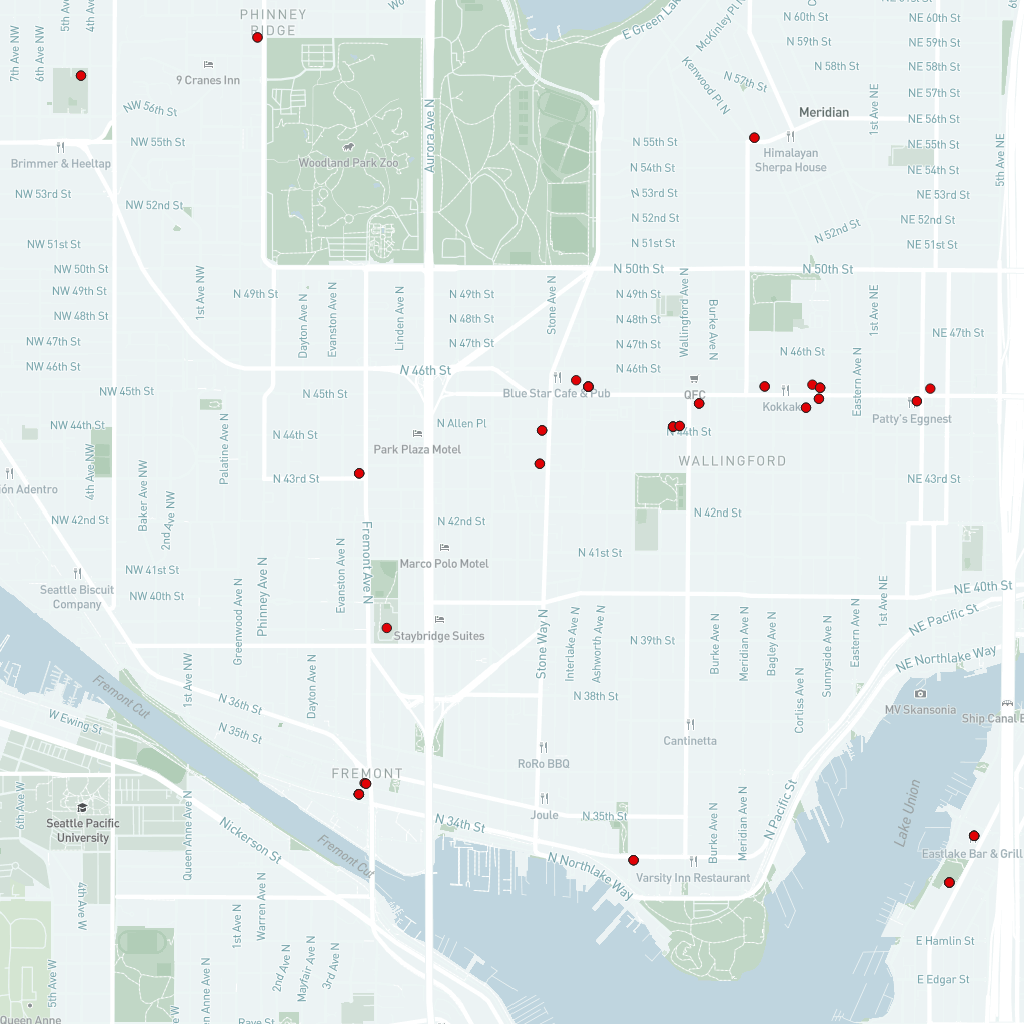 PHINNEY
RIDGE
5th Ave
4th Ave
7th Ave NW
6th Ave NW
9 Cranes Inn
NW 56th St
NW 55th St
Brimmer & Heeltap
NW 53rd St
NW 52nd St
NW 51st St
NW 50th St
NW 49th St
NW 48th St
NW 47th St
NW 46th St
NW 44th St
Woodland Park Zoo
Aurora Ave N
E Green Lake
McKinley Pl N
Kenwood Pl N
N 60th St
N 59th St
N 58th St
N 57th St
Meridian
Himalayan
Sherpa House
N 55th St
N 54th St
N 53rd St
N 52nd St
N 51st St
N 52nd St
NE 60th St
NE 59th St
NE 58th St
NE 57th St
NE 56th St
NE 55th St
NE 54th St
NE 53rd St
NE 52nd St
NE 51st St
1st Ave NE
5th Ave NE
N 50th St
N 50th St
1st Ave NW
N 49th St
Dayton Ave N
Evanston Ave N
Linden Ave N
N 49th St
N 48th St
N 47th St
N 46th St
Stone Ave N
N 49th St
N 48th St
N 47th St
N 46th St
Wallingford Ave N
Burke Ave N
1st Ave NE
NE 47th St
N 46th St
Eastern Ave N
Blue Star Cafe & Pub
QFC
Patty's Eggnest
N 45th St
N Allen Pl
N 44th St
N 44th St
Park Plaza Motel
WALLINGFORD
N 43rd St
NE 43rd St
Palatine Ave N
4th Ave NW
Baker Ave NW
2nd Ave NW
ión Adentro
NW 42nd St
NW 41st St
NW 40th St
Seattle Biscuit
Company
N 42nd St
N 42nd St
N 41st St
Fremont Ave N
Evanston Ave N
Marco Polo Motel
Greenwood Ave N
Phinney Ave N
Staybridge Suites
NE 40th St
NE Pacific St
NE Northlake Way
1st Ave NE
Stone Way N
Interlake Ave N
Ashworth Ave N
N 39th St
N 38th St
Burke Ave N
Meridian Ave N
Bagley Ave N
Corliss Ave N
Sunnyside Ave N
Eastern Ave N
MV Skansonia
Ship Canal B
Fremont Cut
W Ewing St
1st Ave NW
Dayton Ave N
N 36th St
N 35th St
FREMONT
RoRo BBQ
Cantinetta
Joule
N 35th St
N 34th St
N Northlake Way
Varsity Inn Restaurant
Burke Ave N
Meridian Ave N
N Pacific St
Lake Union
Eastlake Bar & Grill
6th Ave W
Seattle Pacific
University
Queen Anne Ave N
Nickerson St
Fremont Cut
4th Ave W
1st Ave N
Warren Ave N
2nd Ave N
Mayfair Ave N
3rd Ave N
E Hamlin St
E Edgar St
5th Ave W
Queen Anne
Queen Anne Ave N
Raye St